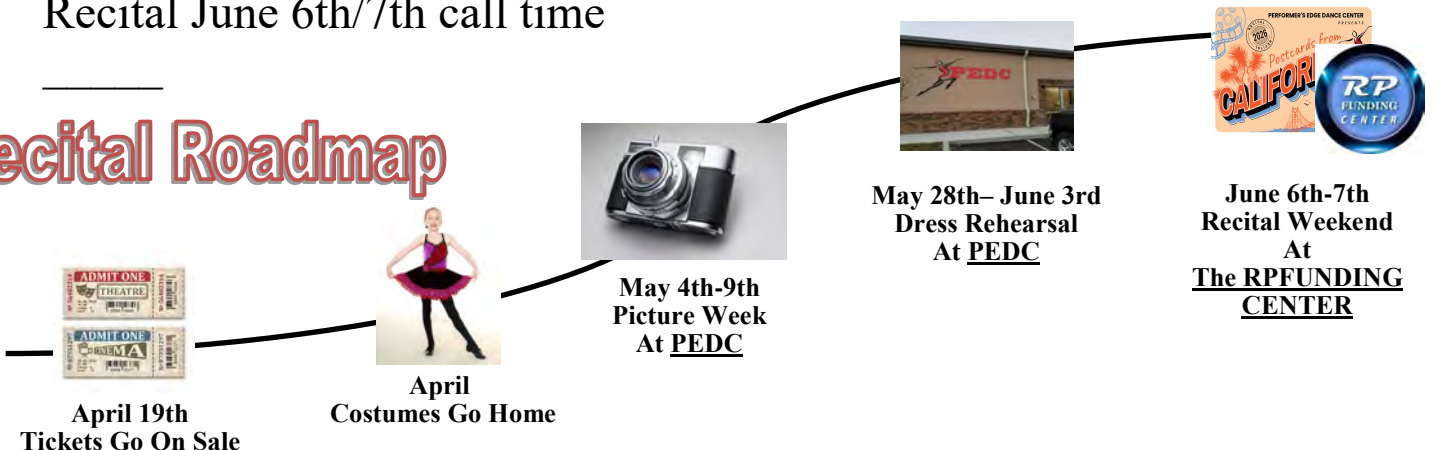 Recital June 6th/7th call time
________
ecital Roadmap
ADMIT ONE
THEATRE
ADMIT ONE
CINEMA
April 19th
Tickets Go On Sale
April
Costumes Go Home
May 4th-9th
Picture Week
At PEDC
PEDC
May 28th– June 3rd
Dress Rehearsal
At PEDC
PERFORMER'S EDGE DANCE CENTER
PRESENTS
2026
Postcards from
CALIFOR
RP
FUNDING
CENTER
June 6th-7th
Recital Weekend
At
The RPFUNDING
CENTER